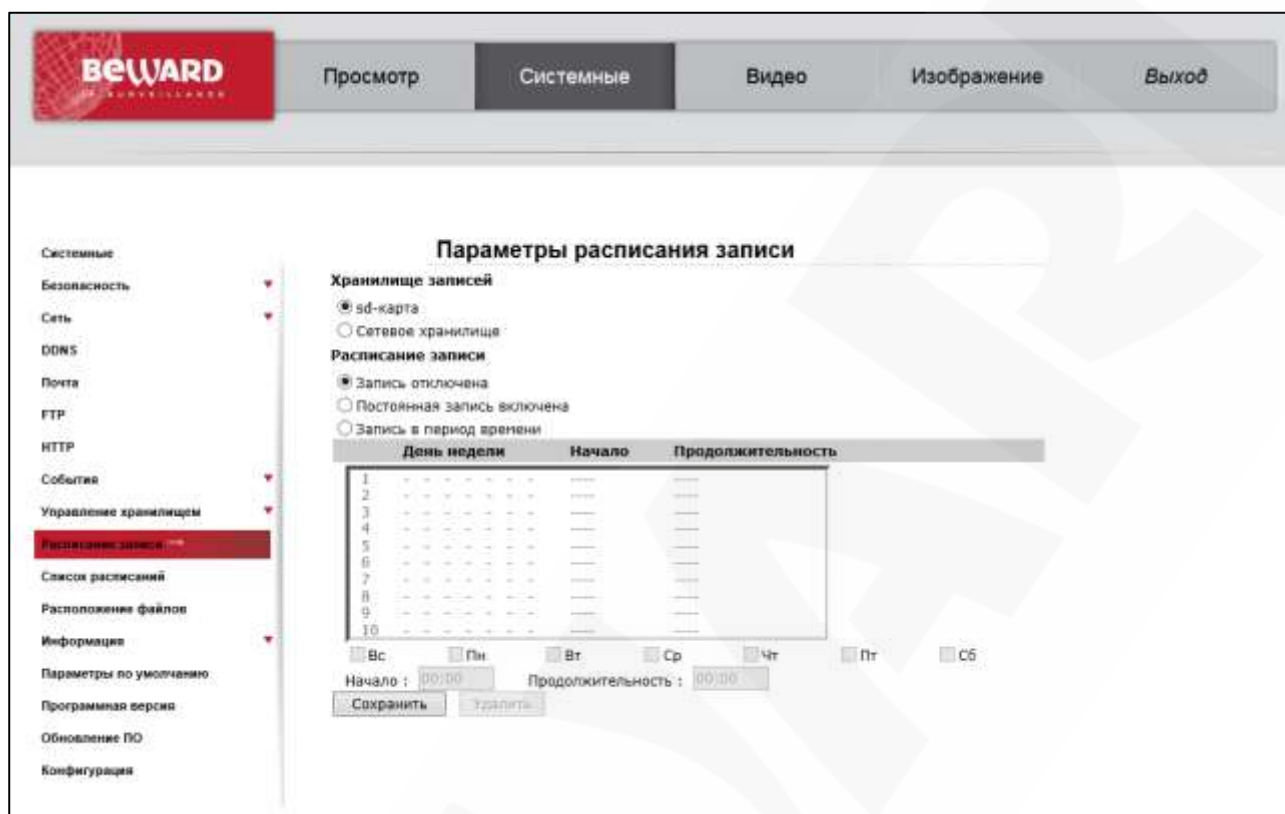 BEWARD
Просмотр Системные Видео Изображение Выход
Параметры расписания записи
Системные
Безопасность
Сеть
DDNS
Почта
FTP
HTTP
События
Управление хранилищем
Расписание записи
Список расписаний
Расположение файлов
Информация
Параметры по умолчанию
Программная версия
Обновление ПО
Конфигурация
Хранилище записей
sd-карта
Сетевое хранилище
Расписание записи
Запись отключена
Постоянная запись включена
Запись в период времени
День недели Начало Продолжительность
1 - - - - - - - ---- ----
2 - - - - - - - ---- ----
3 - - - - - - - ---- ----
4 - - - - - - - ---- ----
5 - - - - - - - ---- ----
6 - - - - - - - ---- ----
7 - - - - - - - ---- ----
8 - - - - - - - ---- ----
9 - - - - - - - ---- ----
10 - - - - - - - ---- ----
Вс Пн Вт Ср Чт Пт Сб
Начало : 00:00 Продолжительность : 00:00
Сохранить Удалить